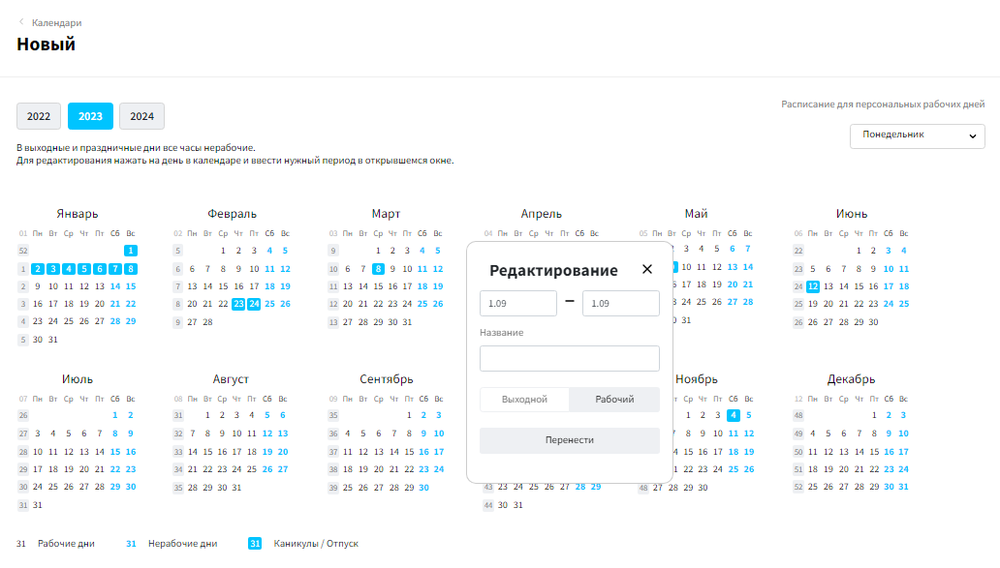 Календари
Новый
2022 2023 2024
Расписание для персональных рабочих дней
Понедельник
В выходные и праздничные дни все часы нерабочие.
Для редактирования нажать на день в календаре и ввести нужный период в открывшемся окне.
Январь
01 Пн Вт Ср Чт Пт Сб Вс
52 1
1 2 3 4 5 6 7 8
2 9 10 11 12 13 14 15
3 16 17 18 19 20 21 22
4 23 24 25 26 27 28 29
5 30 31
Февраль
02 Пн Вт Ср Чт Пт Сб Вс
5 1 2 3 4 5
6 6 7 8 9 10 11 12
7 13 14 15 16 17 18 19
8 20 21 22 23 24 25 26
9 27 28
Март
03 Пн Вт Ср Чт Пт Сб Вс
9 1 2 3 4 5
10 6 7 8 9 10 11 12
11 13 14 15 16 17 18 19
12 20 21 22 23 24 25 26
13 27 28 29 30 31
Апрель
04 Пн Вт Ср Чт Пт Сб Вс
Май
05 Пн Вт Ср Чт Пт Сб Вс
3 4 5 6 7
10 11 12 13 14
17 18 19 20 21
24 25 26 27 28
31
Июнь
06 Пн Вт Ср Чт Пт Сб Вс
22 1 2 3 4
23 5 6 7 8 9 10 11
24 12 13 14 15 16 17 18
25 19 20 21 22 23 24 25
26 26 27 28 29 30
Редактирование
1.09 – 1.09
Название
Выходной Рабочий
Перенести
Июль
07 Пн Вт Ср Чт Пт Сб Вс
26 1 2
27 3 4 5 6 7 8 9
28 10 11 12 13 14 15 16
29 17 18 19 20 21 22 23
30 24 25 26 27 28 29 30
31 31
Август
08 Пн Вт Ср Чт Пт Сб Вс
31 1 2 3 4 5 6
32 7 8 9 10 11 12 13
33 14 15 16 17 18 19 20
34 21 22 23 24 25 26 27
35 28 29 30 31
Сентябрь
09 Пн Вт Ср Чт Пт Сб Вс
35 1 2 3
36 4 5 6 7 8 9 10
37 11 12 13 14 15 16 17
38 18 19 20 21 22 23 24
39 25 26 27 28 29 30
43 23 24 25 26 27 28 29
44 30 31
Ноябрь
Ср Чт Пт Сб Вс
1 2 3 4 5
8 9 10 11 12
15 16 17 18 19
22 23 24 25 26
48 27 28 29 30
Декабрь
12 Пн Вт Ср Чт Пт Сб Вс
48 1 2 3
49 4 5 6 7 8 9 10
50 11 12 13 14 15 16 17
51 18 19 20 21 22 23 24
52 25 26 27 28 29 30 31
31 Рабочие дни 31 Нерабочие дни 31 Каникулы / Отпуск